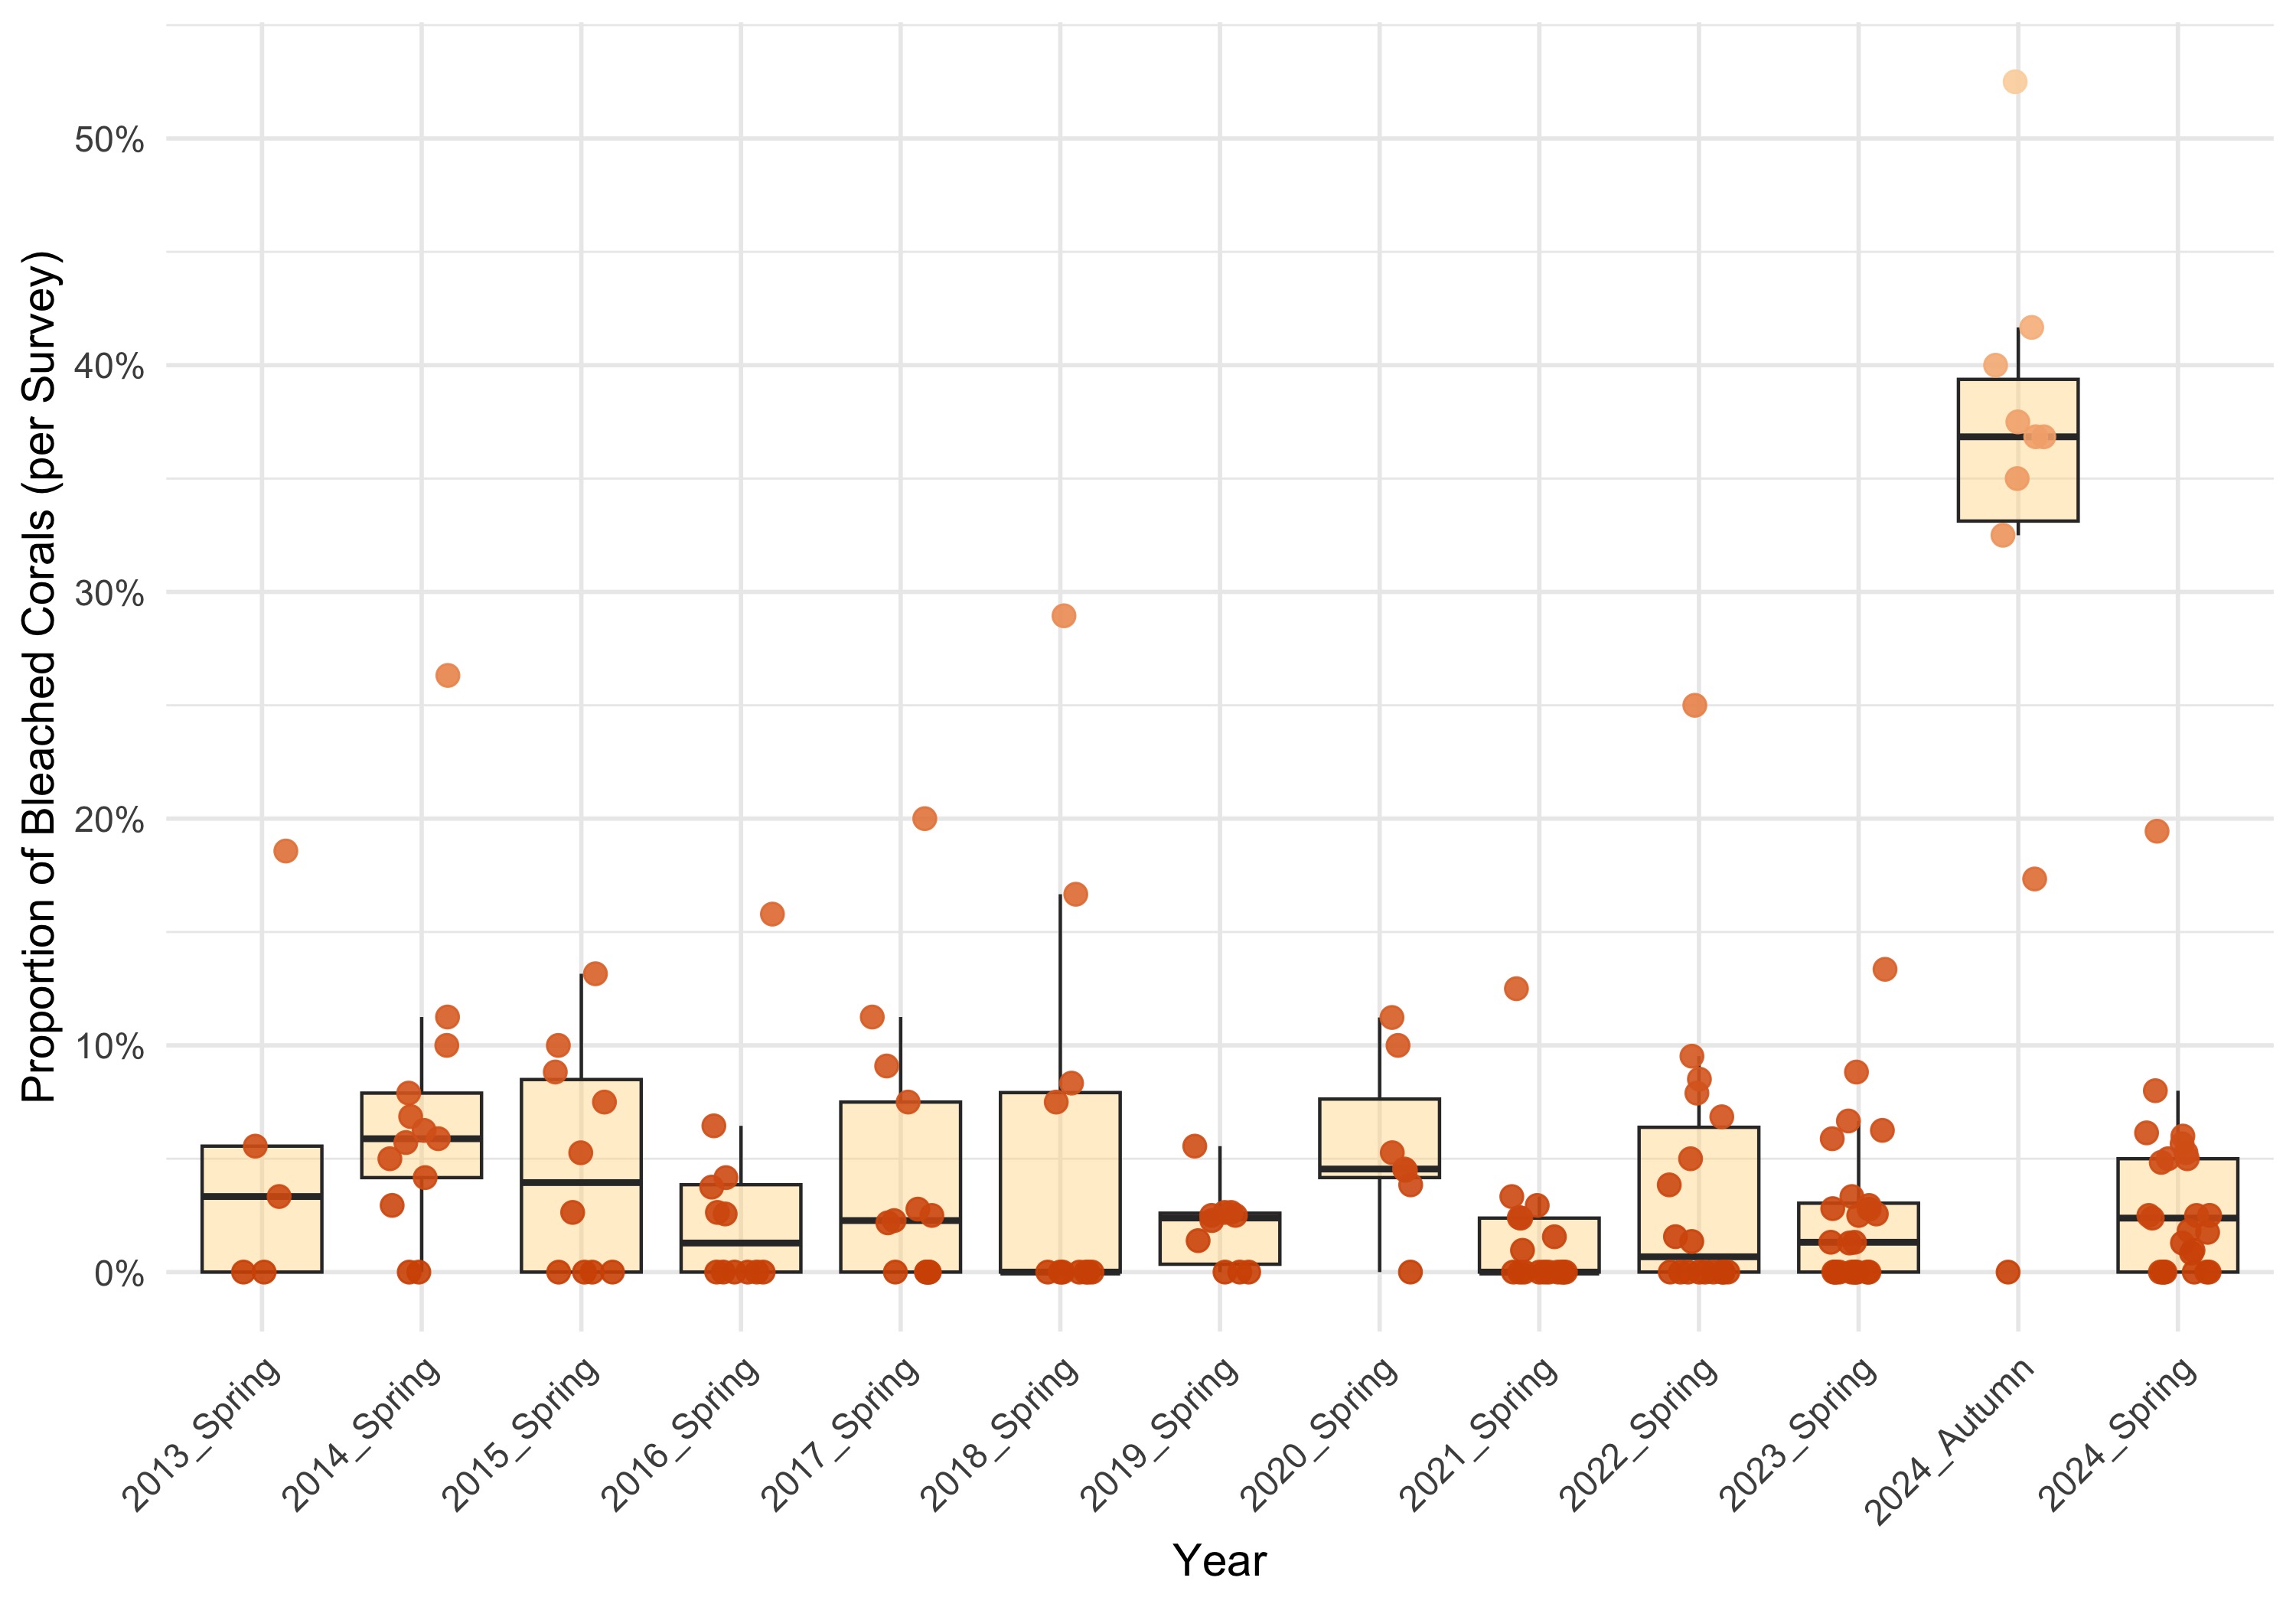 Proportion of Bleached Corals (per Survey)
50%
40%
30%
20%
10%
0%
2013_Spring
2014_Spring
2015_Spring
2016_Spring
2017_Spring
2018_Spring
2019_Spring
2020_Spring
2021_Spring
2022_Spring
2023_Spring
2024_Autumn
2024_Spring
Year